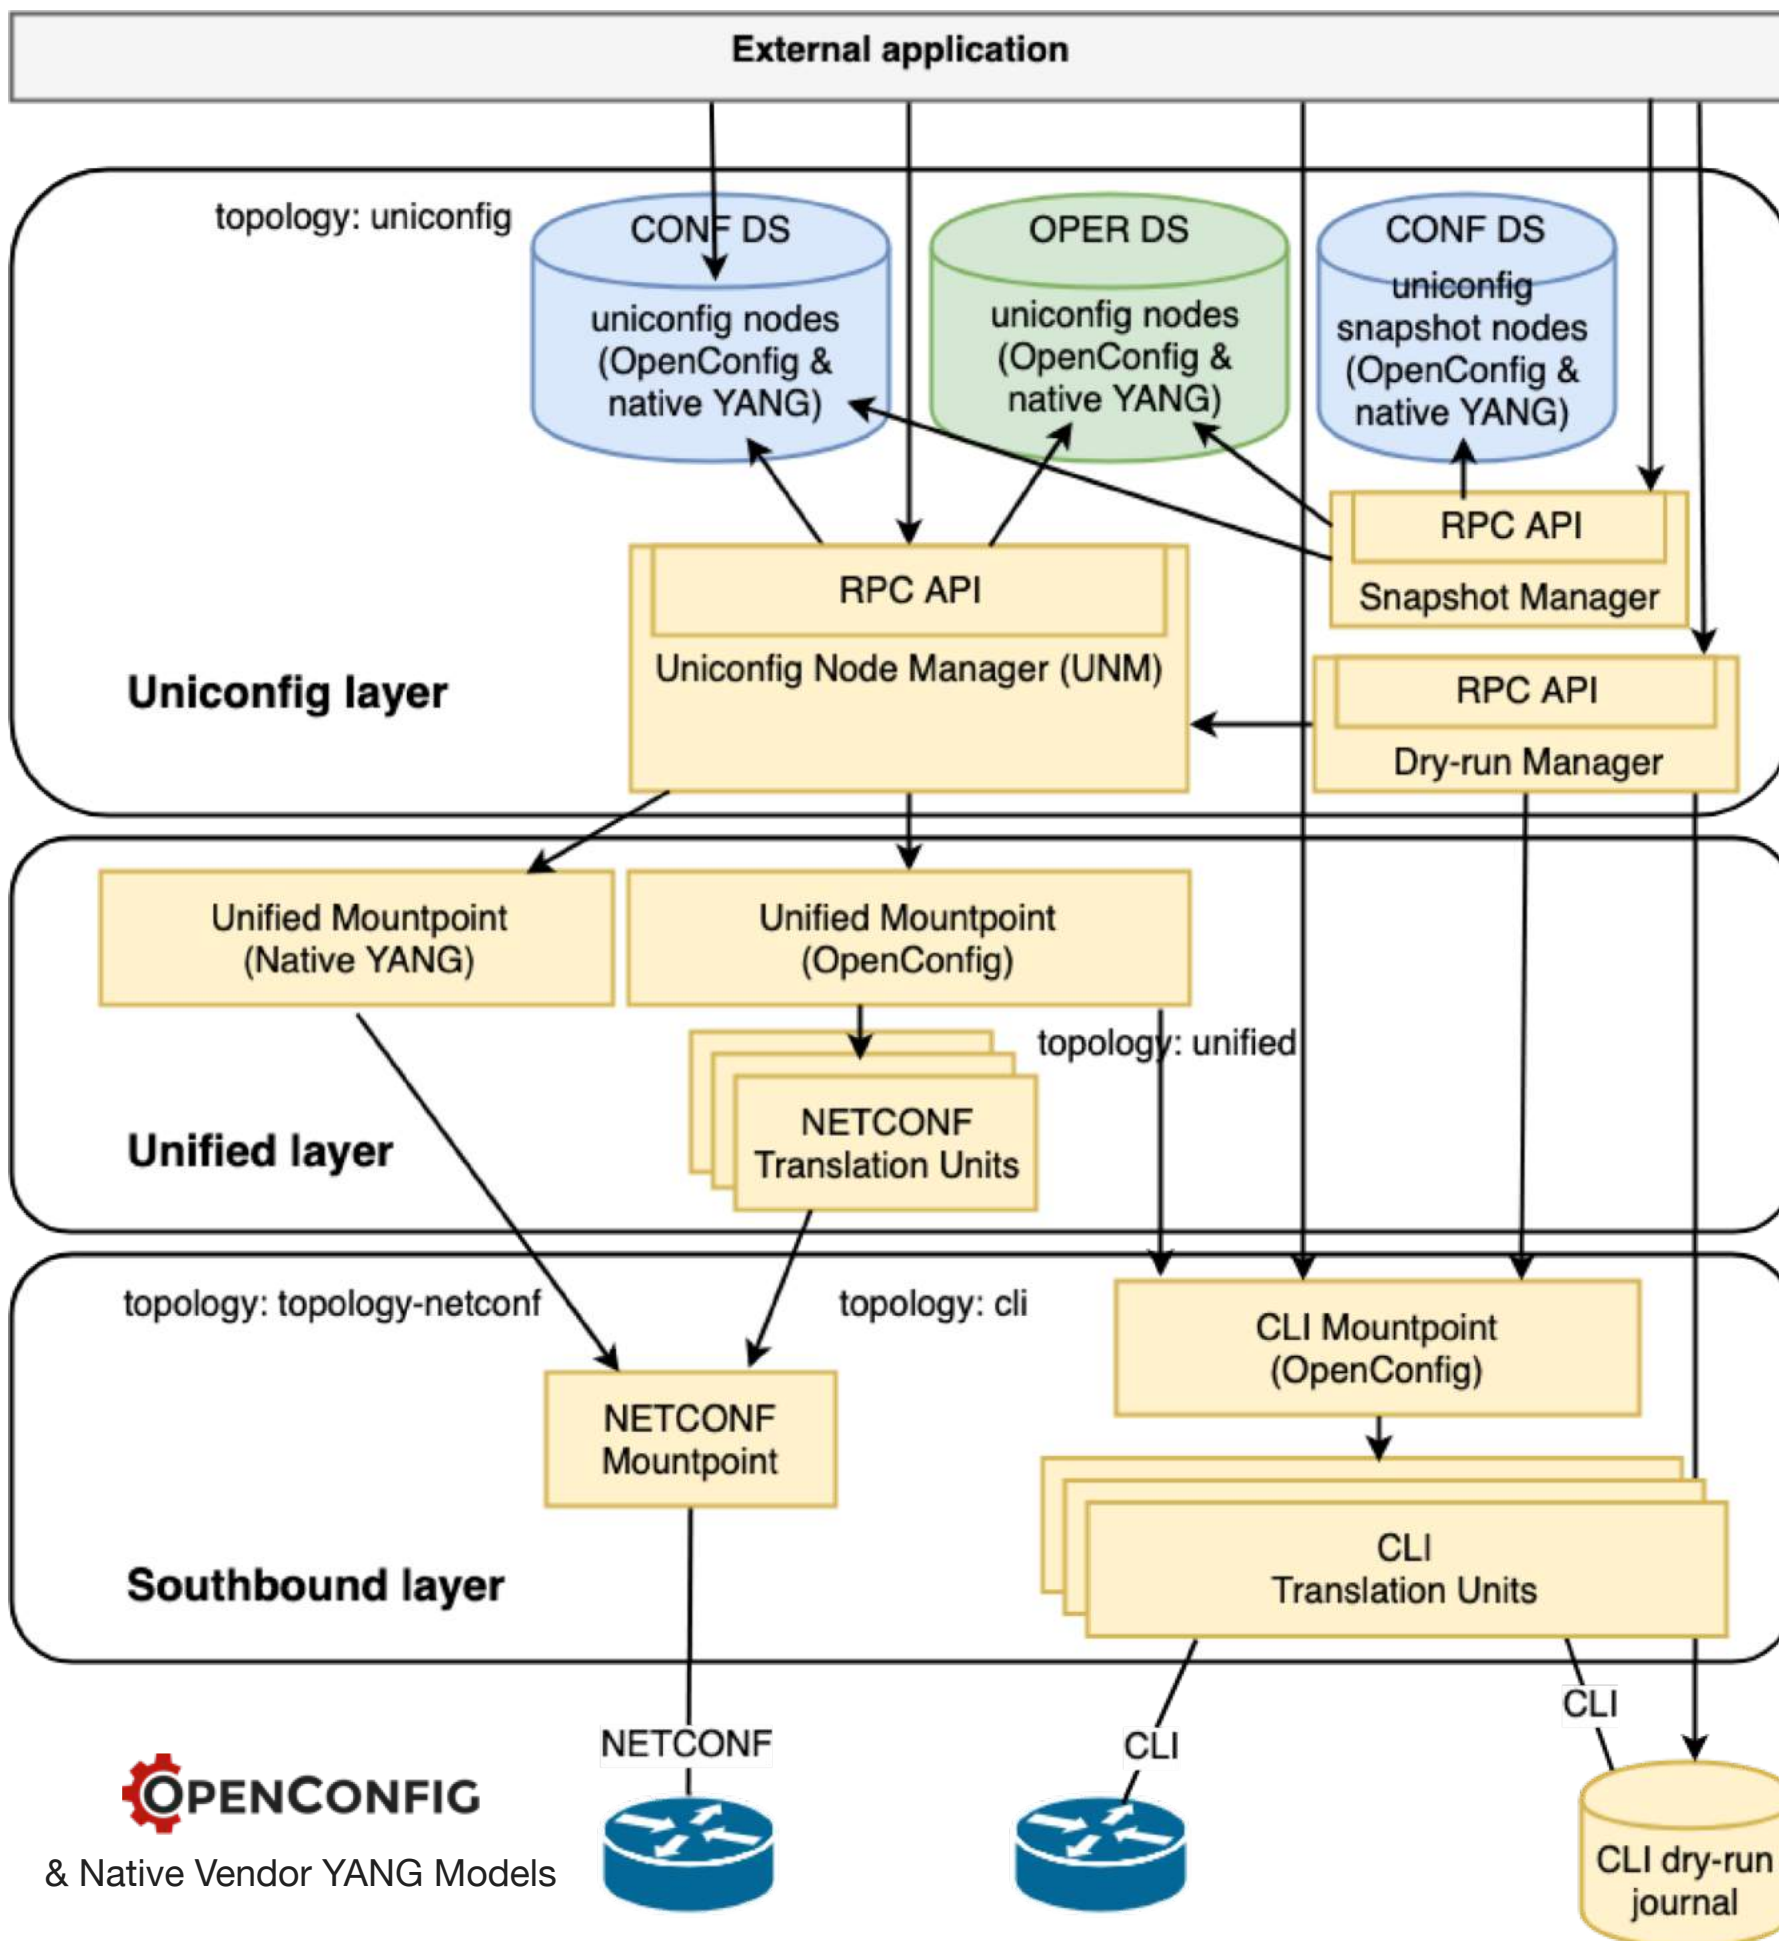 External application
topology: uniconfig
CONF DS
uniconfig nodes
(OpenConfig &
native YANG)
OPER DS
uniconfig nodes
(OpenConfig &
native YANG)
CONF DS
uniconfig
snapshot nodes
(OpenConfig &
native YANG)
RPC API
Snapshot Manager
RPC API
Uniconfig Node Manager (UNM)
Uniconfig layer
RPC API
Dry-run Manager
Unified Mountpoint
(Native YANG)
Unified Mountpoint
(OpenConfig)
topology: unified
NETCONF
Translation Units
Unified layer
topology: topology-netconf
topology: cli
CLI Mountpoint
(OpenConfig)
NETCONF
Mountpoint
CLI
Translation Units
Southbound layer
NETCONF
CLI
CLI
OPENCONFIG
& Native Vendor YANG Models
CLI dry-run
journal